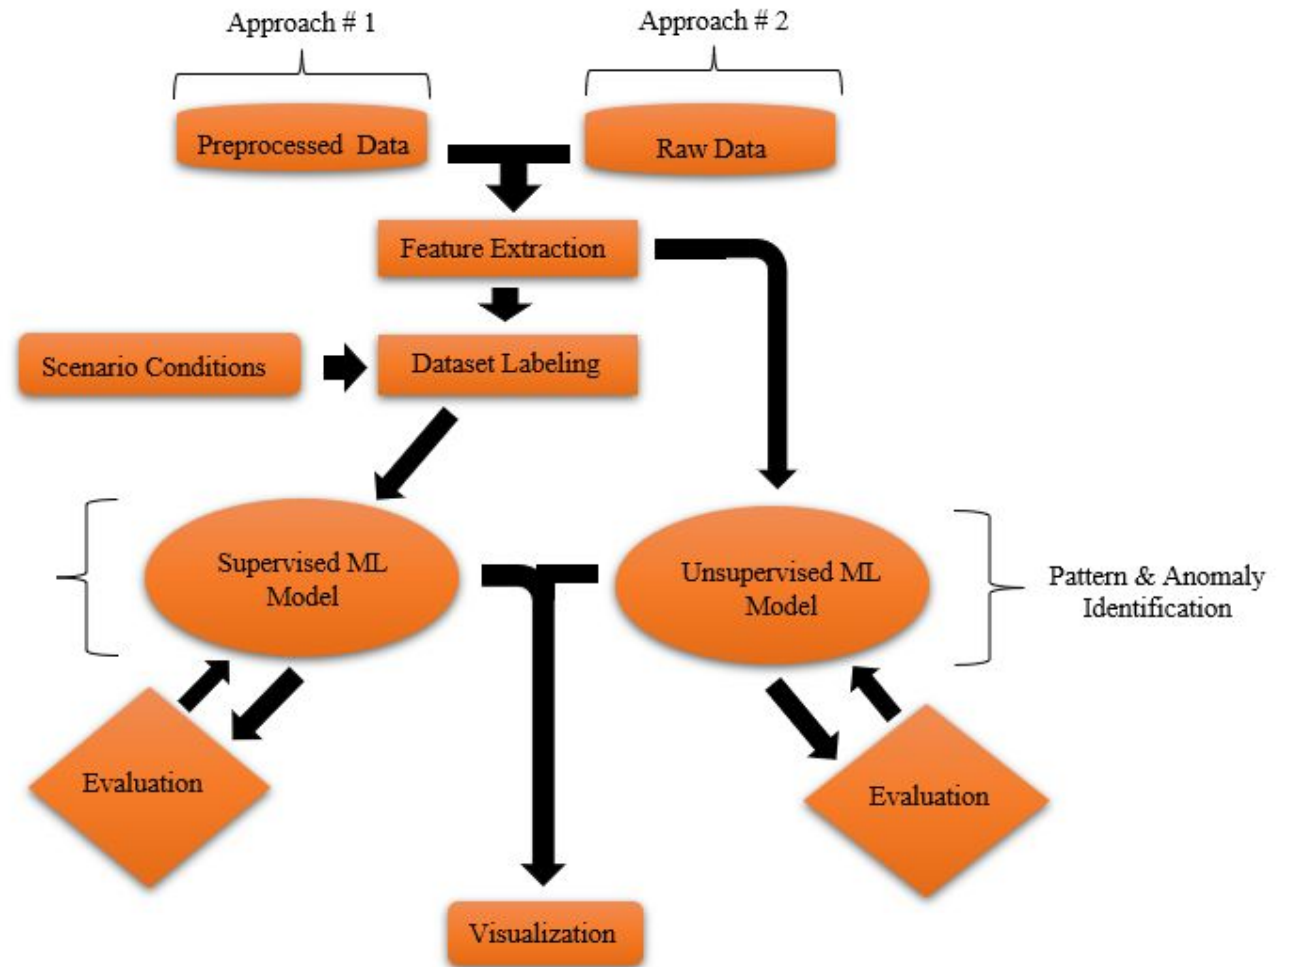 Approach # 1
Approach # 2
Preprocessed Data
Raw Data
Feature Extraction
Scenario Conditions
Dataset Labeling
Supervised ML
Model
Unsupervised ML
Model
Pattern & Anomaly
Identification
Evaluation
Evaluation
Visualization